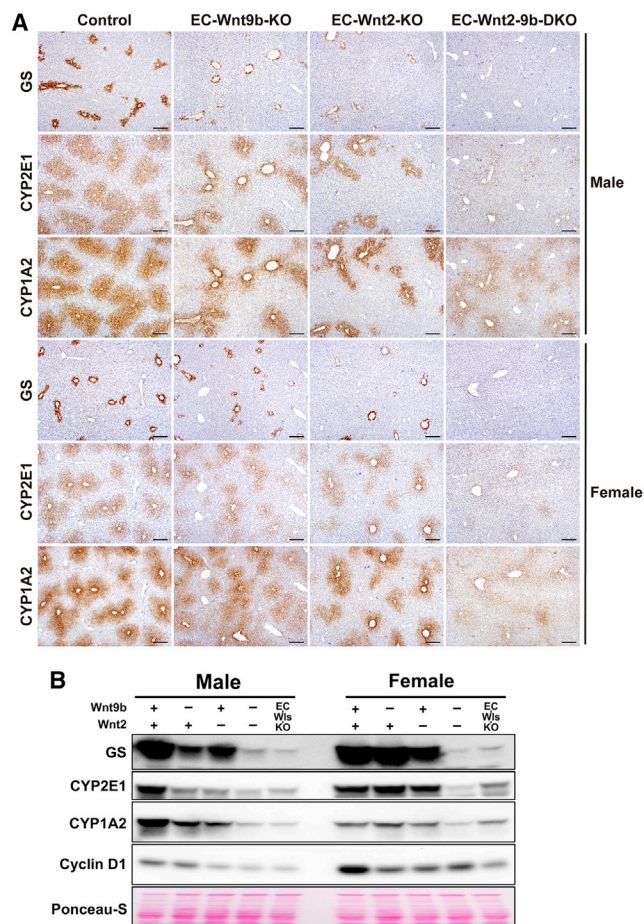 A
Control EC-Wnt9b-KO EC-Wnt2-KO EC-Wnt2-9b-DKO
GS
CYP2E1
CYP1A2
Male
GS
CYP2E1
CYP1A2
Female
B
Male Female
Wnt9b + − + − EC Wls KO + − + − EC Wls KO
Wnt2 + + − − + + − −
GS
CYP2E1
CYP1A2
Cyclin D1
Ponceau-S